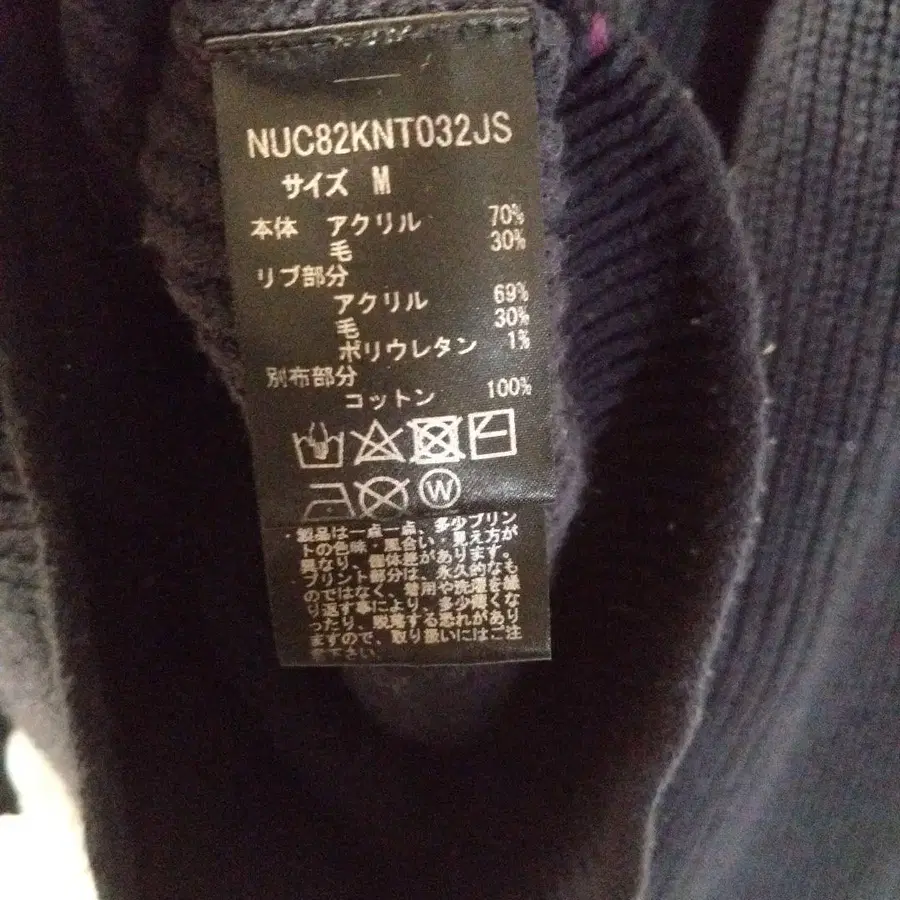 NUC82KNT032JS
サイズ M
本体 アクリル 70%
毛 30%
リブ部分
アクリル 69%
毛 30%
ポリウレタン 1%
別布部分
コットン 100%
W
・製品は一点一点、多少プリン
トの色味・風合い・見え方が
異なり、個体差があります。
・プリント部分は、永久的なも
のではなく、着用や洗濯を繰
り返す事により、多少薄くな
ったり、脱落する恐れがあり
ますので、取り扱いにはご注
意下さい。